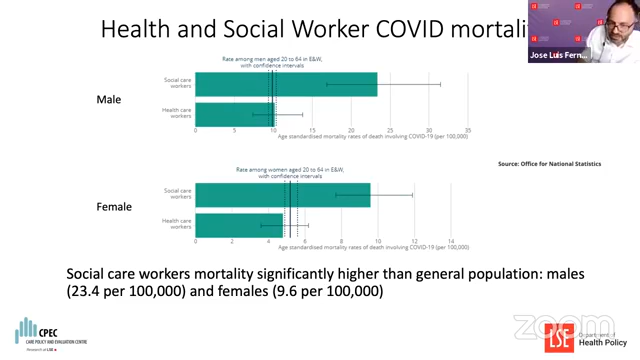 Health and Social Worker COVID mortality
Jose Luis Fern
Rate among men aged 20 to 64 in E&W,
with confidence intervals
Male
Social care
workers
Health care
workers
0 5 10 15 20 25 30 35
Age standardised mortality rates of death involving COVID-19 (per 100,000)
Source: Office for National Statistics
Rate among women aged 20 to 64 in E&W,
with confidence intervals
Female
Social care
workers
Health care
workers
0 2 4 6 8 10 12 14
Age standardised mortality rates of death involving COVID-19 (per 100,000)
Social care workers mortality significantly higher than general population: males
(23.4 per 100,000) and females (9.6 per 100,000)
CPEC
CARE POLICY AND EVALUATION CENTRE
Research at LSE
zoom
LSE
Department of
Health Policy